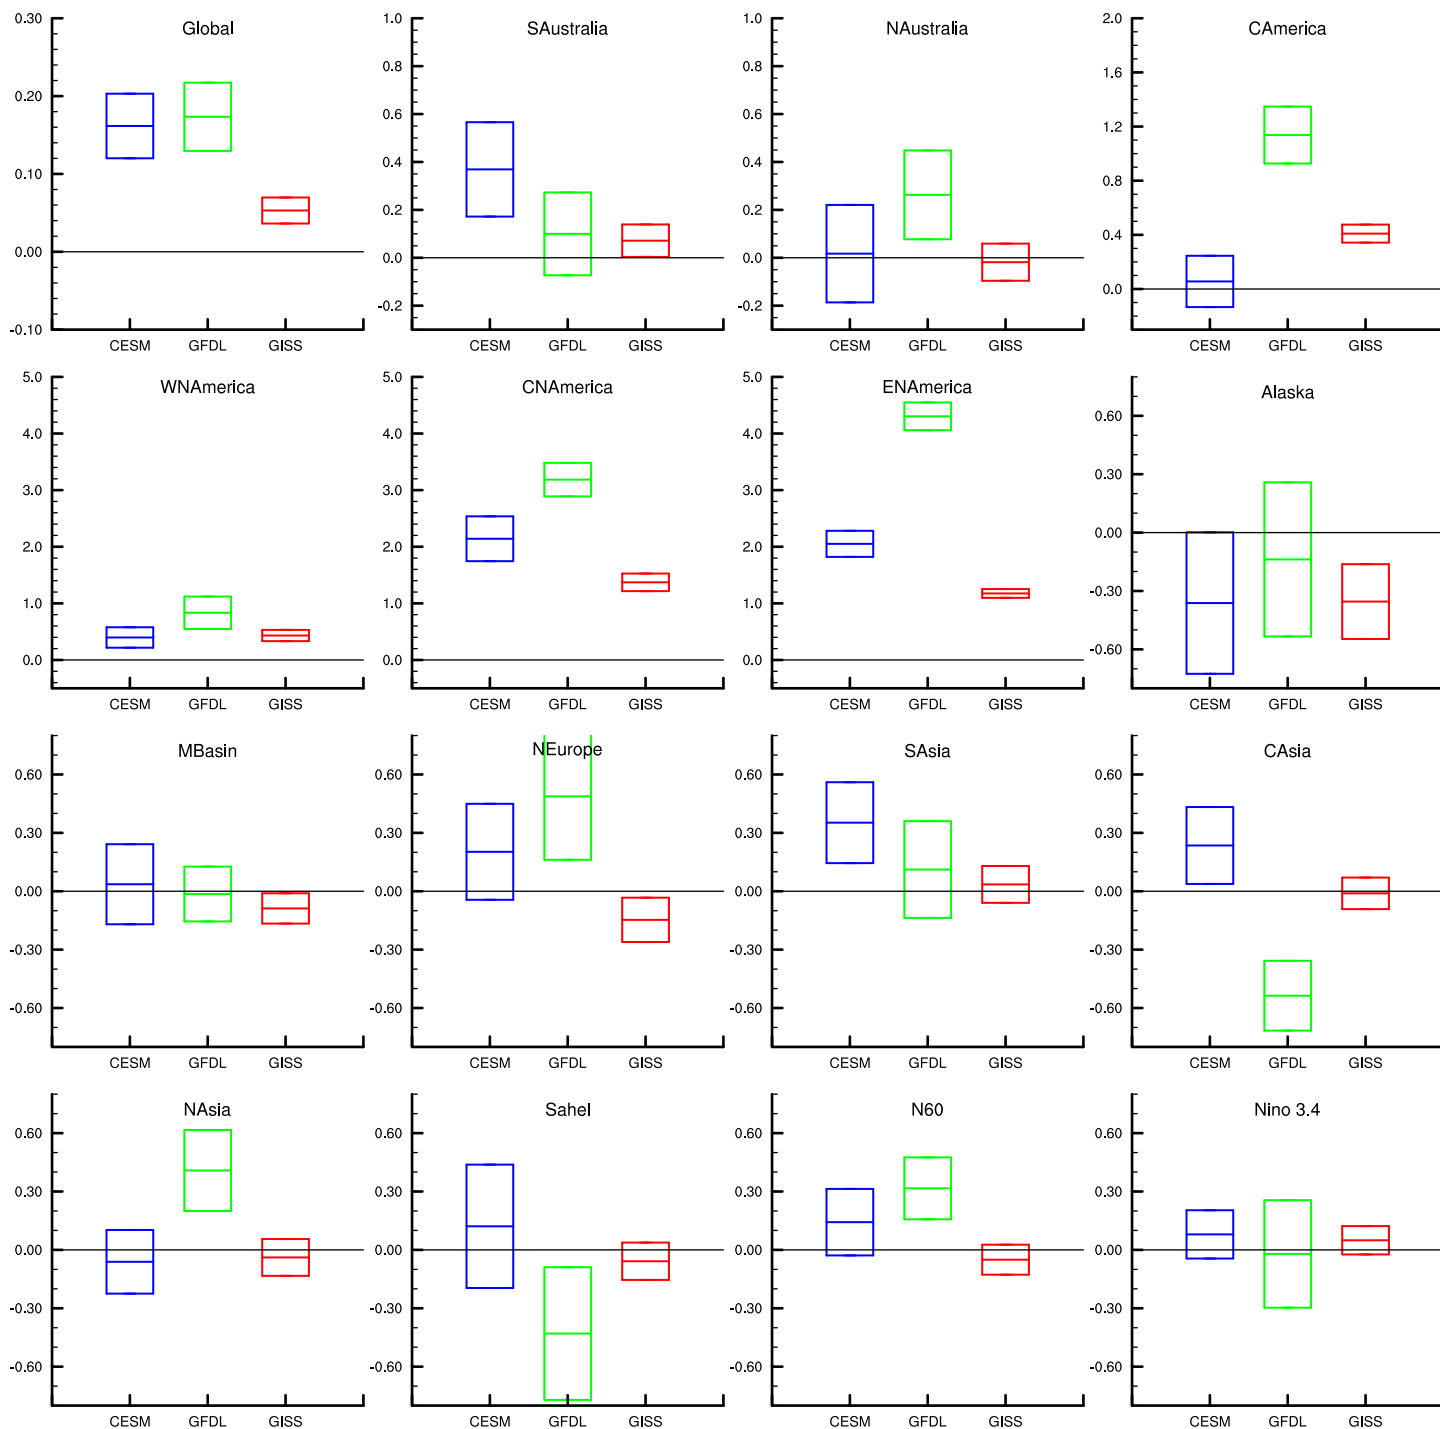 Global
0.30
0.20
0.10
0.00
-0.10
CESM GFDL GISS
SAustralia
1.0
0.8
0.6
0.4
0.2
0.0
-0.2
CESM GFDL GISS
NAustralia
1.0
0.8
0.6
0.4
0.2
0.0
-0.2
CESM GFDL GISS
CAmerica
2.0
1.6
1.2
0.8
0.4
0.0
CESM GFDL GISS
WNAmerica
5.0
4.0
3.0
2.0
1.0
0.0
CESM GFDL GISS
CNAmerica
5.0
4.0
3.0
2.0
1.0
0.0
CESM GFDL GISS
ENAmerica
5.0
4.0
3.0
2.0
1.0
0.0
CESM GFDL GISS
Alaska
0.60
0.30
0.00
-0.30
-0.60
CESM GFDL GISS
MBasin
0.60
0.30
0.00
-0.30
-0.60
CESM GFDL GISS
NEurope
0.60
0.30
0.00
-0.30
-0.60
CESM GFDL GISS
SAsia
0.60
0.30
0.00
-0.30
-0.60
CESM GFDL GISS
CAsia
0.60
0.30
0.00
-0.30
-0.60
CESM GFDL GISS
NAsia
0.60
0.30
0.00
-0.30
-0.60
CESM GFDL GISS
Sahel
0.60
0.30
0.00
-0.30
-0.60
CESM GFDL GISS
N60
0.60
0.30
0.00
-0.30
-0.60
CESM GFDL GISS
Nino 3.4
0.60
0.30
0.00
-0.30
-0.60
CESM GFDL GISS